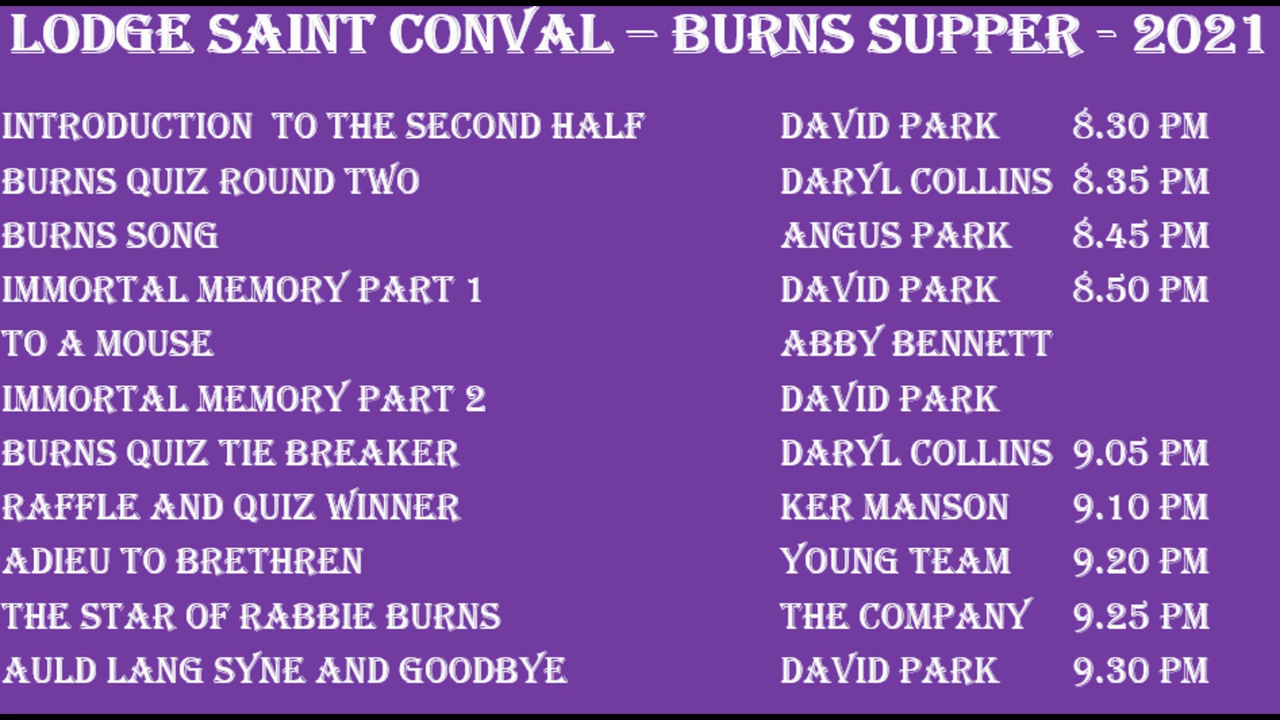 LODGE SAINT CONVAL – BURNS SUPPER - 2021
INTRODUCTION TO THE SECOND HALF DAVID PARK 8.30 PM
BURNS QUIZ ROUND TWO DARYL COLLINS 8.35 PM
BURNS SONG ANGUS PARK 8.45 PM
IMMORTAL MEMORY PART 1 DAVID PARK 8.50 PM
TO A MOUSE ABBY BENNETT
IMMORTAL MEMORY PART 2 DAVID PARK
BURNS QUIZ TIE BREAKER DARYL COLLINS 9.05 PM
RAFFLE AND QUIZ WINNER KER MANSON 9.10 PM
ADIEU TO BRETHREN YOUNG TEAM 9.20 PM
THE STAR OF RABBIE BURNS THE COMPANY 9.25 PM
AULD LANG SYNE AND GOODBYE DAVID PARK 9.30 PM